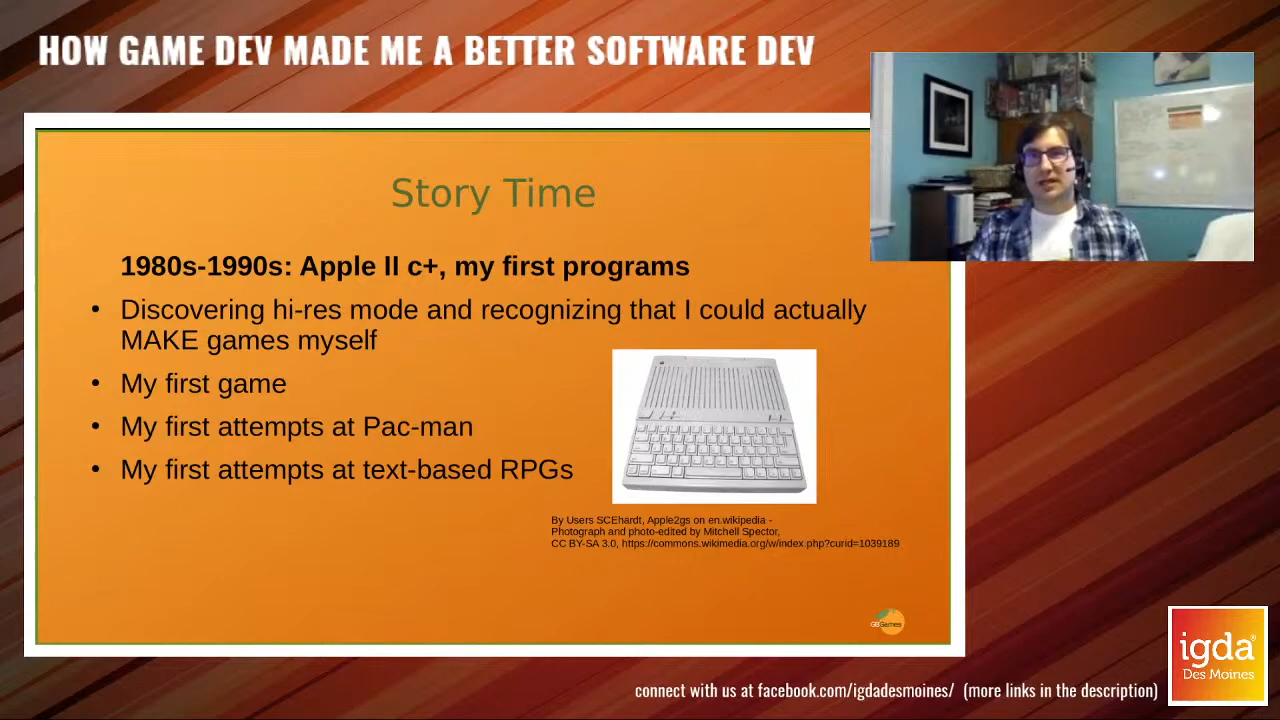 HOW GAME DEV MADE ME A BETTER SOFTWARE DEV
Story Time
1980s-1990s: Apple II c+, my first programs
• Discovering hi-res mode and recognizing that I could actually
MAKE games myself
• My first game
• My first attempts at Pac-man
• My first attempts at text-based RPGs
By Users SCEhardt, Apple2gs on en.wikipedia -
Photograph and photo-edited by Mitchell Spector,
CC BY-SA 3.0, https://commons.wikimedia.org/w/index.php?curid=1039189
GBGames
igda®
Des Moines
connect with us at facebook.com/igdadesmoines/ (more links in the description)